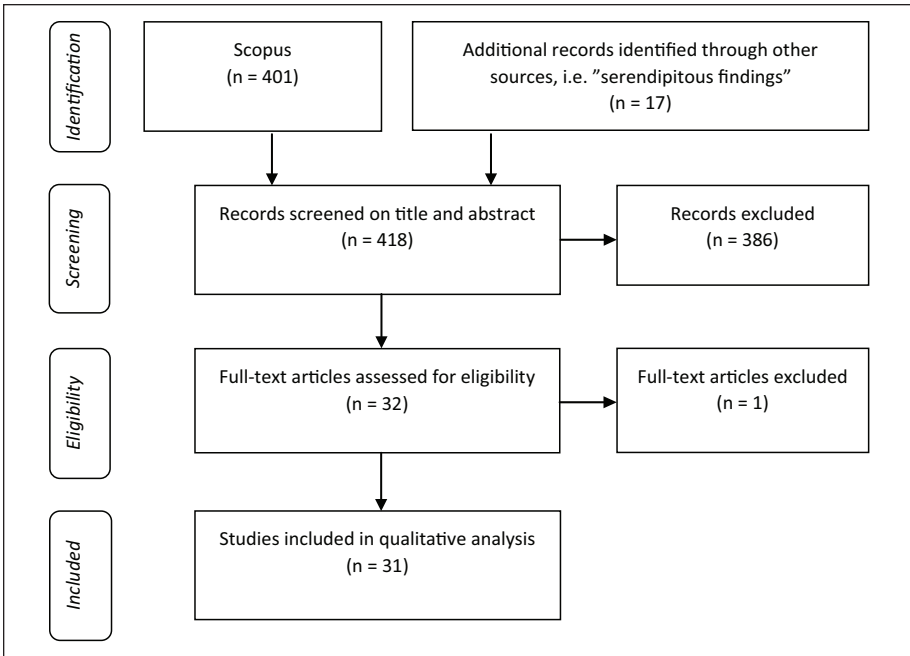 Identification
Scopus
(n = 401)
Additional records identified through other
sources, i.e. ”serendipitous findings”
(n = 17)
Screening
Records screened on title and abstract
(n = 418)
Records excluded
(n = 386)
Eligibility
Full-text articles assessed for eligibility
(n = 32)
Full-text articles excluded
(n = 1)
Included
Studies included in qualitative analysis
(n = 31)